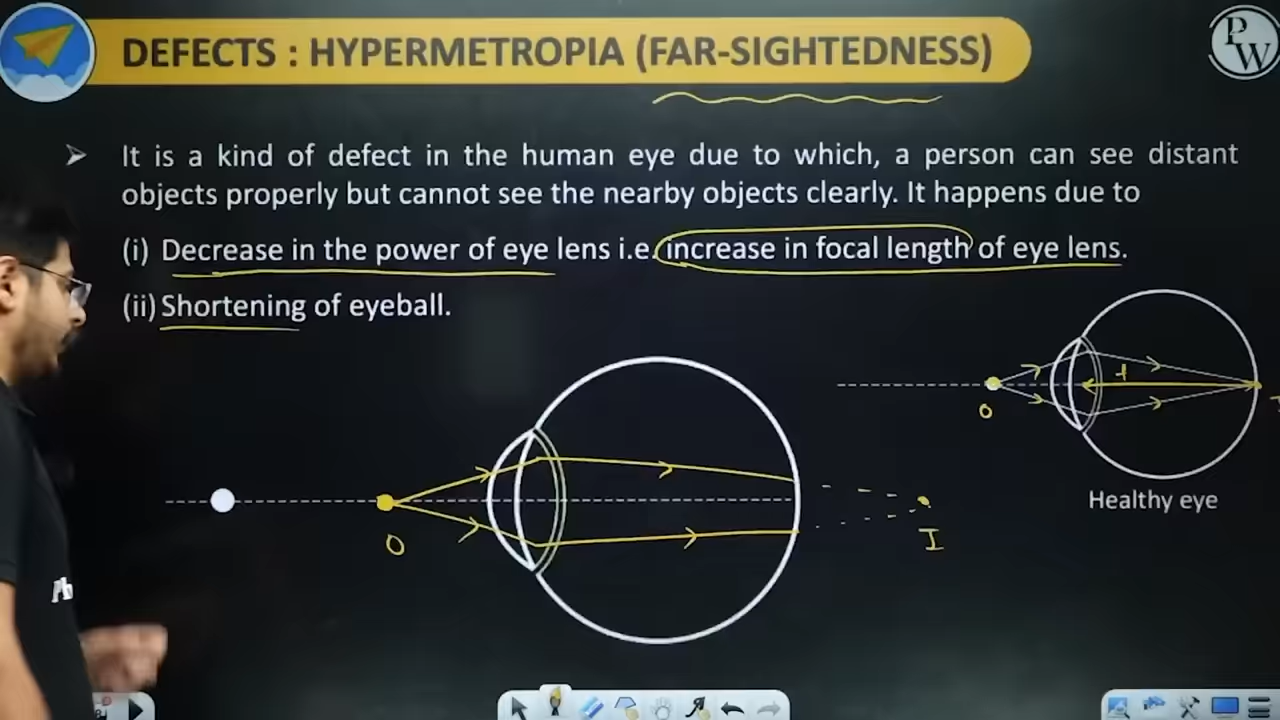 DEFECTS : HYPERMETROPIA (FAR-SIGHTEDNESS)
PW
It is a kind of defect in the human eye due to which, a person can see distant
objects properly but cannot see the nearby objects clearly. It happens due to
(i) Decrease in the power of eye lens i.e. increase in focal length of eye lens.
(ii) Shortening of eyeball.
O
Healthy eye
O
I